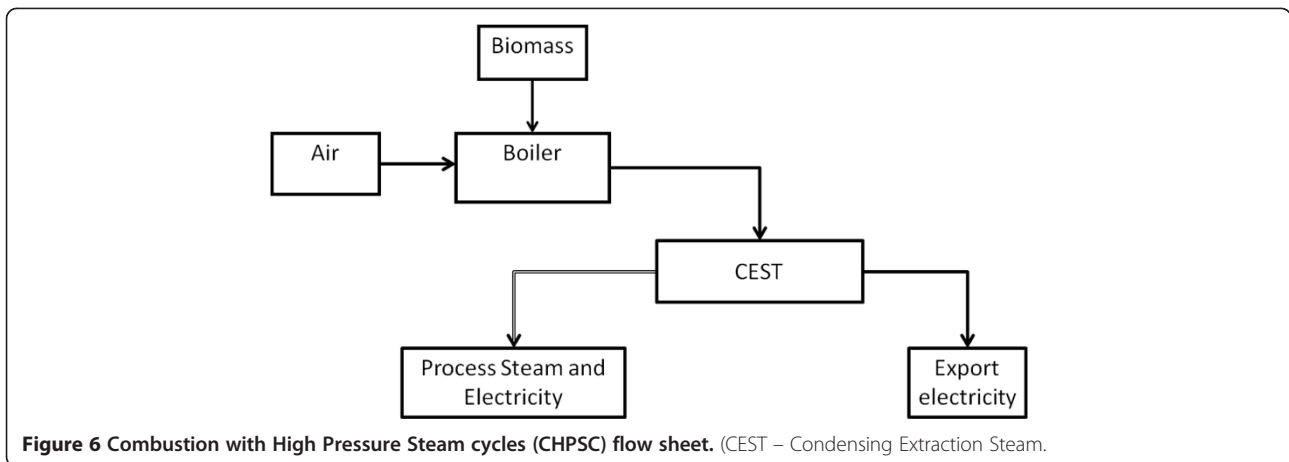 Biomass
Air
Boiler
CEST
Process Steam and
Electricity
Export
electricity
Figure 6 Combustion with High Pressure Steam cycles (CHPSC) flow sheet. (CEST – Condensing Extraction Steam.